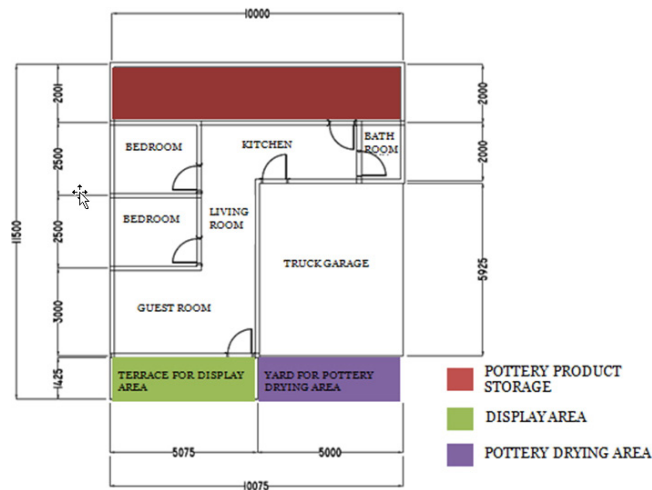 10000
2001
2000
BEDROOM
KITCHEN
BATH
ROOM
2500
2000
BEDROOM
LIVING
ROOM
2500
11500
TRUCK GARAGE
5925
GUEST ROOM
3000
TERRACE FOR DISPLAY
AREA
YARD FOR POTTERY
DRYING AREA
1425
5075
5000
10075
POTTERY PRODUCT
STORAGE
DISPLAY AREA
POTTERY DRYING AREA